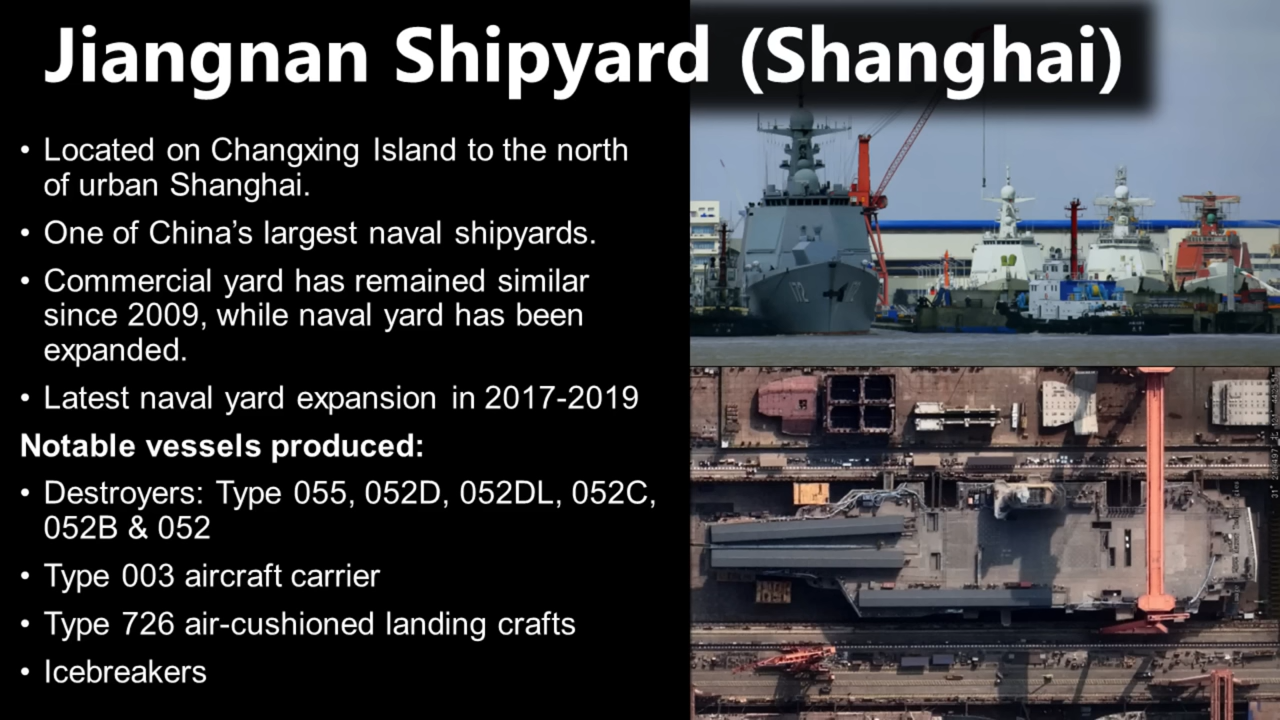 Jiangnan Shipyard (Shanghai)
• Located on Changxing Island to the north
of urban Shanghai.
• One of China’s largest naval shipyards.
• Commercial yard has remained similar
since 2009, while naval yard has been
expanded.
• Latest naval yard expansion in 2017-2019
Notable vessels produced:
• Destroyers: Type 055, 052D, 052DL, 052C,
052B & 052
• Type 003 aircraft carrier
• Type 726 air-cushioned landing crafts
• Icebreakers
172